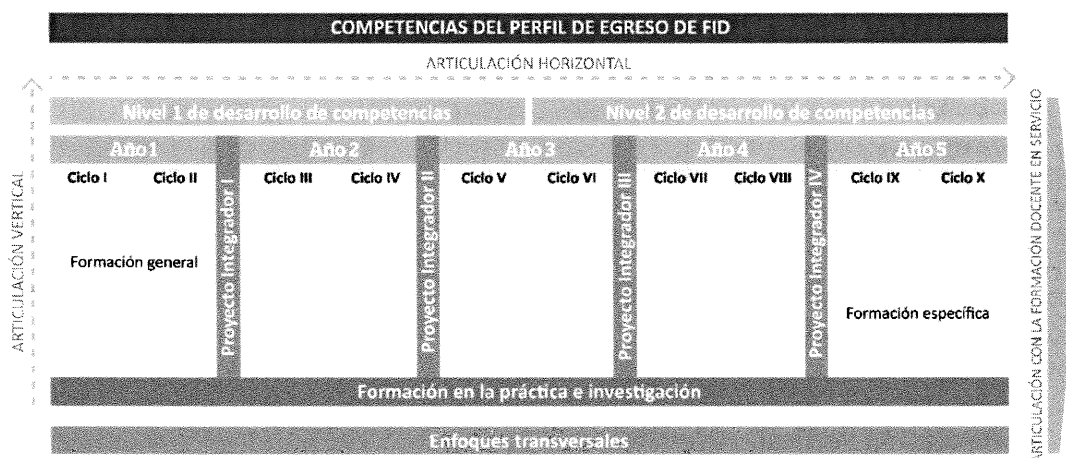 COMPETENCIAS DEL PERFIL DE EGRESO DE FID
ARTICULACIÓN HORIZONTAL
Nivel 1 de desarrollo de competencias
Nivel 2 de desarrollo de competencias
Año 1
Año 2
Año 3
Año 4
Año 5
Ciclo I
Ciclo II
Ciclo III
Ciclo IV
Ciclo V
Ciclo VI
Ciclo VII
Ciclo VIII
Ciclo IX
Ciclo X
ARTICULACIÓN VERTICAL
Formación general
Proyecto Integrador I
Proyecto Integrador II
Proyecto Integrador III
Proyecto Integrador IV
Formación específica
Formación en la práctica e investigación
Enfoques transversales
ARTICULACIÓN CON LA FORMACIÓN DOCENTE EN SERVICIO